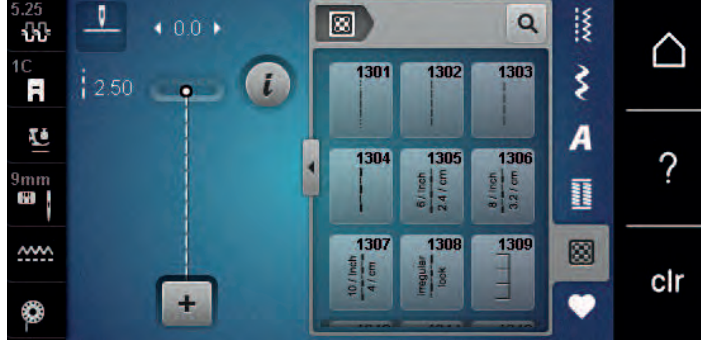 5.25
1C
9mm
0.0
2.50
i
+
1301
1302
1303
1304
1305
6 / inch
2.4 / cm
1306
8 / inch
3.2 / cm
1307
10 / inch
4 / cm
1308
irregular
look
1309
A
?
clr